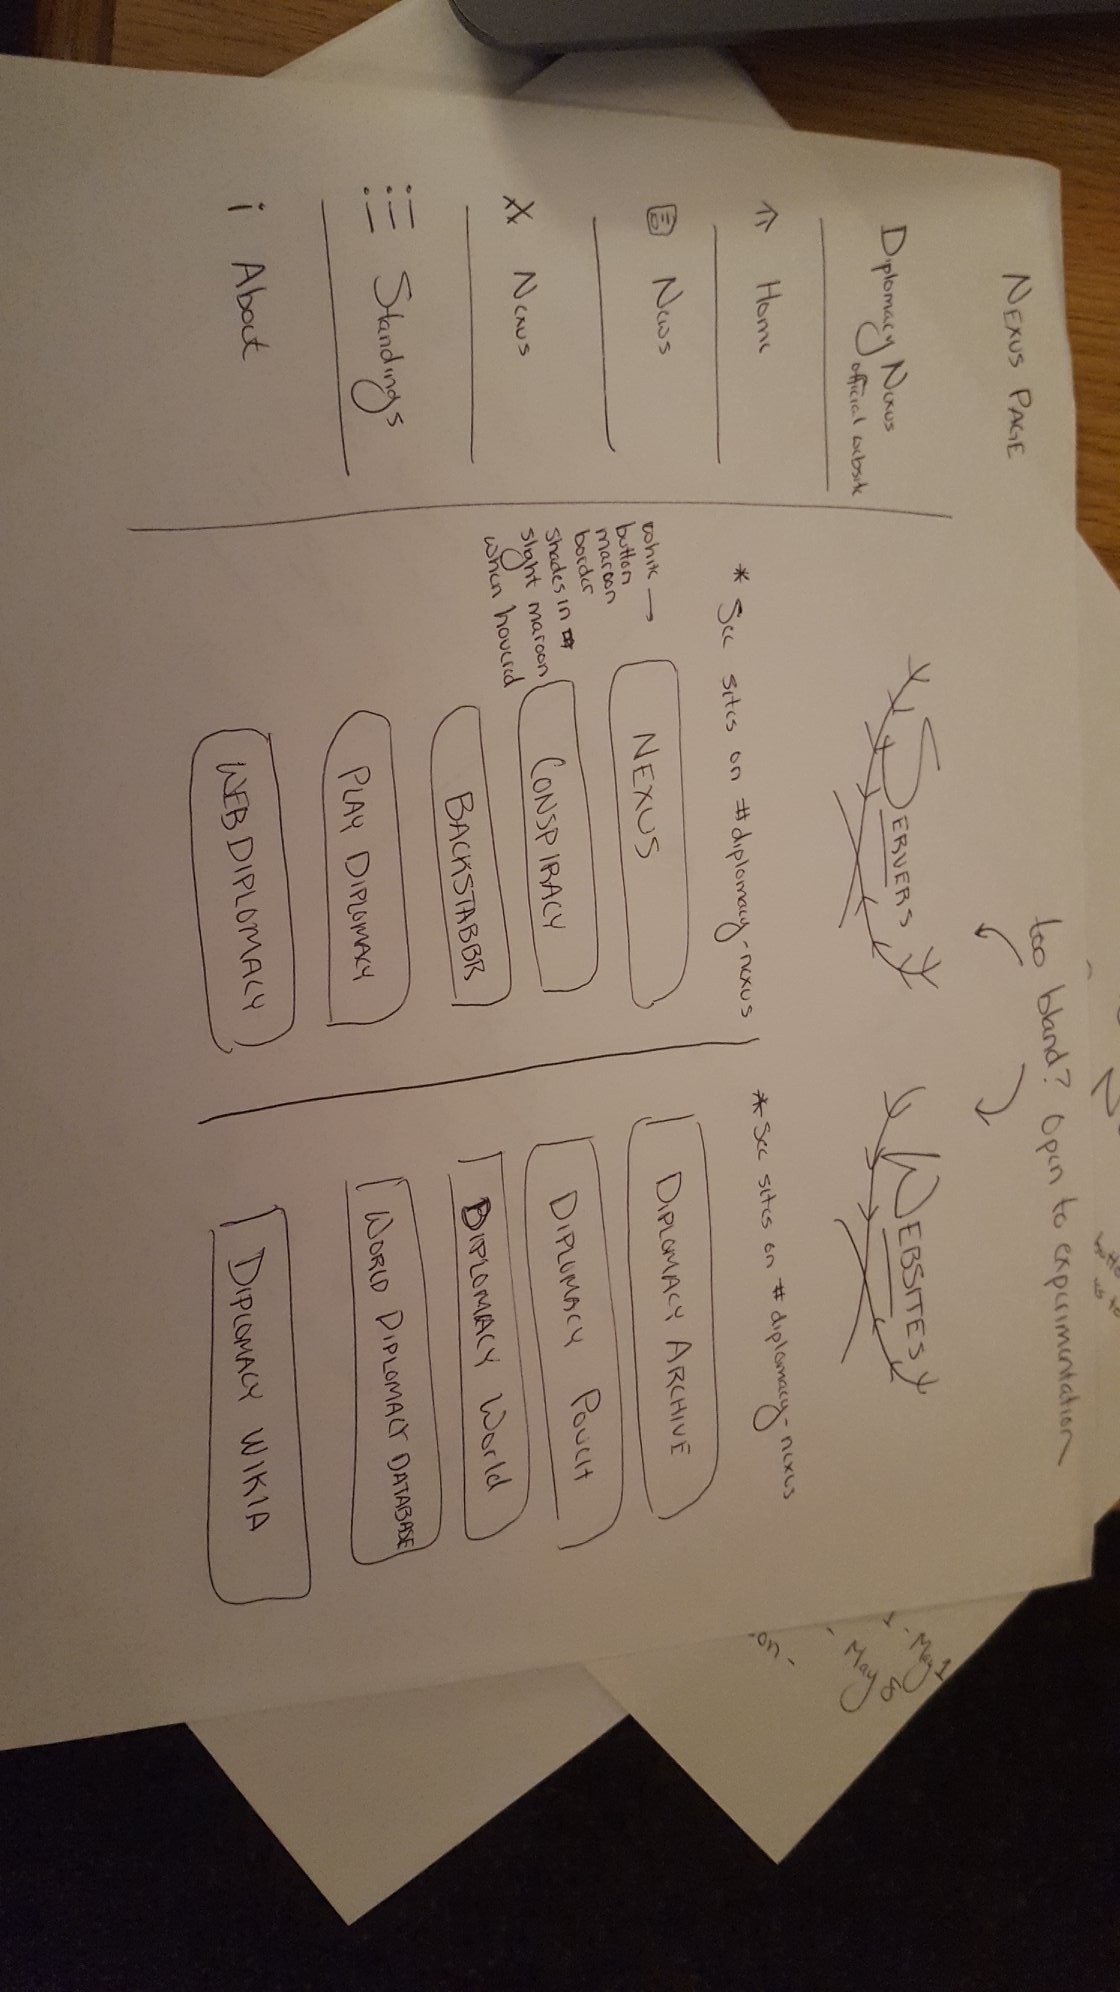 too bland? Open to experimentation
NEXUS PAGE
Diplomacy Nexus
official website
Home
News
Nexus
Standings
i About
SERVERS
* See sites on #diplomacy-nexus
white
button
maroon
border
shades in
slight maroon
when hovered
NEXUS
CONSPIRACY
BACKSTABBR
PLAY DIPLOMACY
WEBDIPLOMACY
WEBSITES
* See sites on #diplomacy-nexus
DIPLOMACY ARCHIVE
DIPLOMACY POUCH
DIPLOMACY World
WORLD DIPLOMACY DATABASE
DIPLOMACY WIKIA
- May 1
- May 8